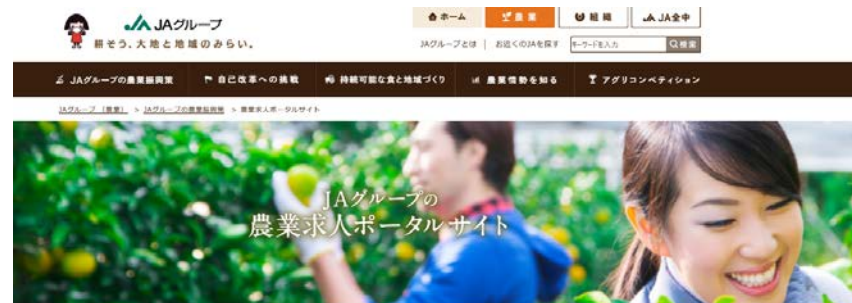 JAグループ
耕そう、大地と地域のみらい。
ホーム
農業
組織
JA全中
JAグループとは | お近くのJAを探す
キーワードを入力
検索
JAグループの農業振興策
自己改革への挑戦
持続可能な食と地域づくり
農業情勢を知る
アグリコンペティション
JAグループ（農業） > JAグループの農業振興策 > 農業求人ポータルサイト
JAグループの
農業求人ポータルサイト